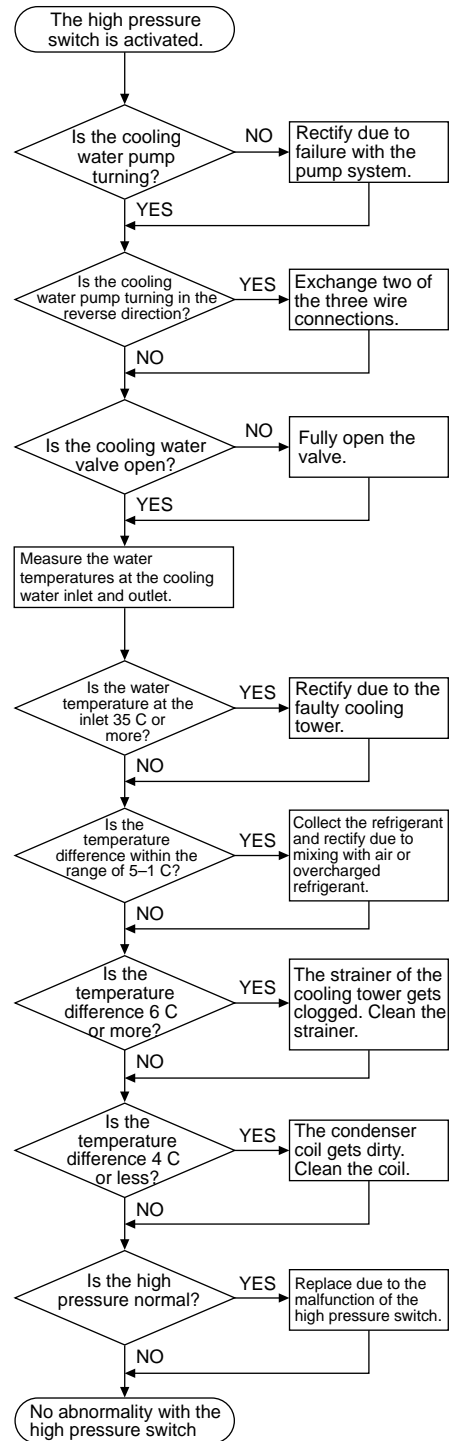 The high pressure
switch is activated.
Is the cooling
water pump
turning?
NO
Rectify due to
failure with the
pump system.
YES
Is the cooling
water pump turning in the
reverse direction?
YES
Exchange two of
the three wire
connections.
NO
Is the cooling water
valve open?
NO
Fully open the
valve.
YES
Measure the water
temperatures at the cooling
water inlet and outlet.
Is the water
temperature at the
inlet 35 C or
more?
YES
Rectify due to the
faulty cooling
tower.
NO
Is the
temperature
difference within the
range of 5–1 C?
YES
Collect the refrigerant
and rectify due to
mixing with air or
overcharged
refrigerant.
NO
Is the
temperature
difference 6 C
or more?
YES
The strainer of the
cooling tower gets
clogged. Clean the
strainer.
NO
Is the
temperature
difference 4 C
or less?
YES
The condenser
coil gets dirty.
Clean the coil.
NO
Is the high
pressure normal?
YES
Replace due to the
malfunction of the
high pressure switch.
NO
No abnormality with the
high pressure switch